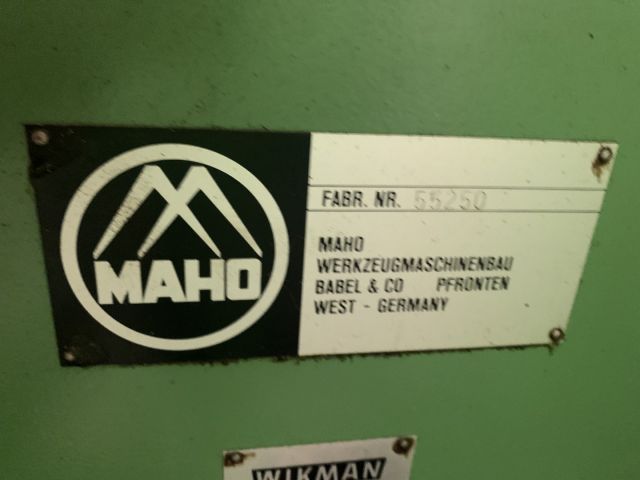 MAHO
FABR. NR. 55250
MAHO
WERKZEUGMASCHINENBAU
BABEL & CO PFRONTEN
WEST - GERMANY
WIKMAN